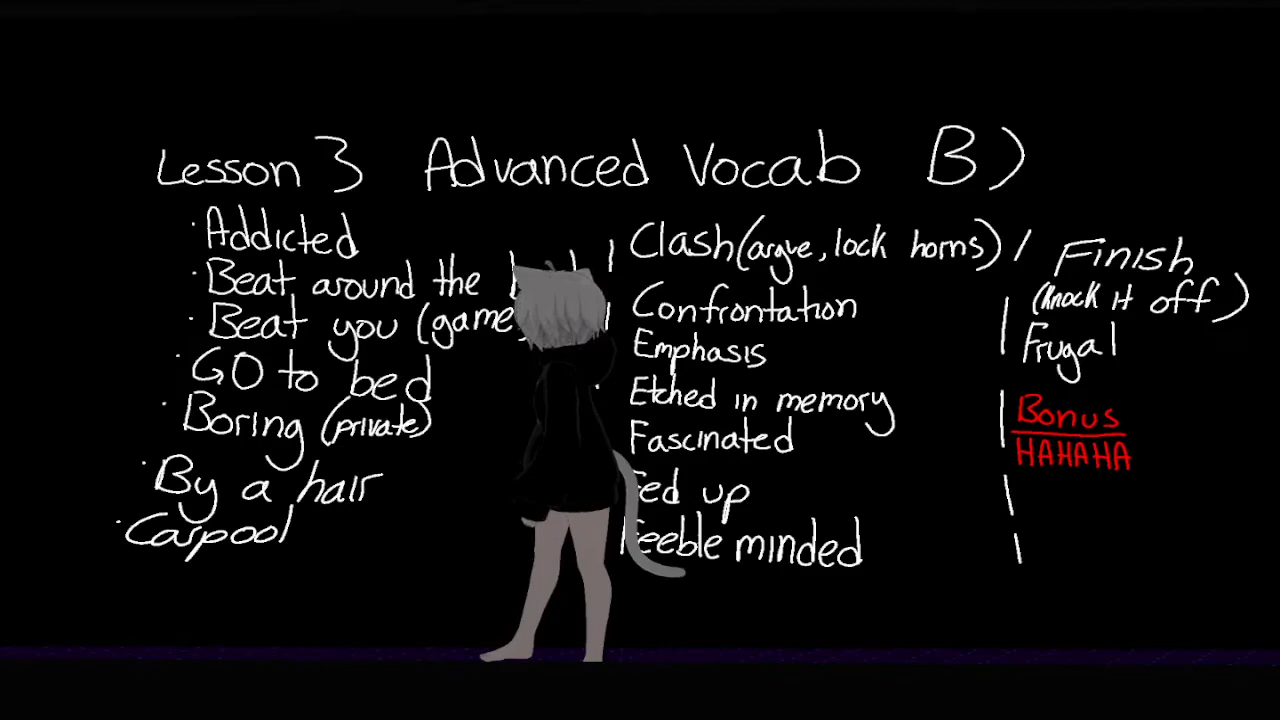 Lesson 3 Advanced Vocab B)
· Addicted
· Beat around the
· Beat you (game
· GO to bed
· Boring (private)
· By a hair
· Carpool
Clash (argue, lock horns)
Confrontation
Emphasis
Etched in memory
Fascinated
Fed up
Feeble minded
Finish
(knock it off)
Frugal
Bonus
HAHAHA